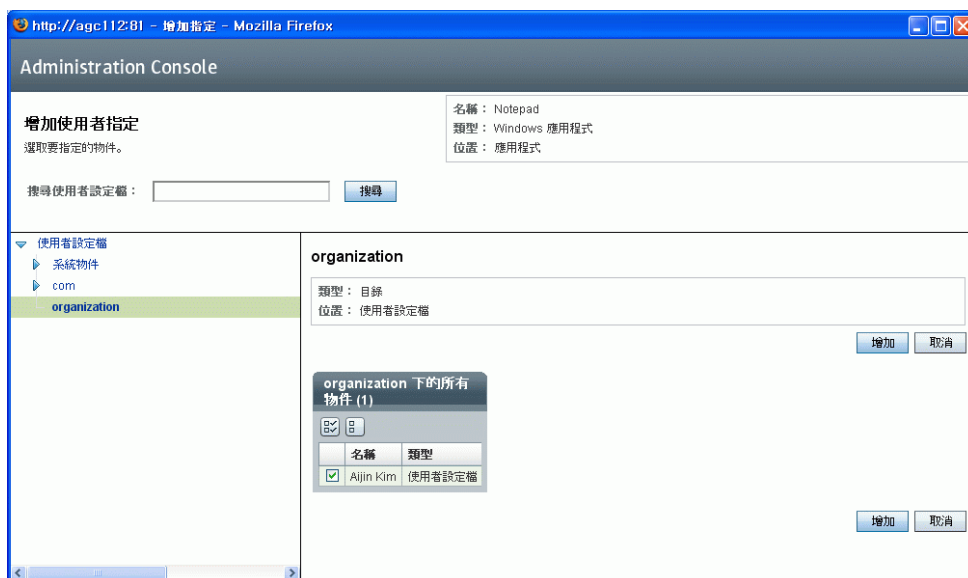 http://agc112:81 - 增加指定 - Mozilla Firefox
Administration Console
增加使用者指定
選取要指定的物件。
名稱： Notepad
類型： Windows 應用程式
位置： 應用程式
搜尋使用者設定檔：
搜尋
使用者設定檔
系統物件
com
organization
organization
類型： 目錄
位置： 使用者設定檔
增加 取消
organization 下的所有
物件 (1)
名稱 類型
Aijin Kim 使用者設定檔
增加 取消